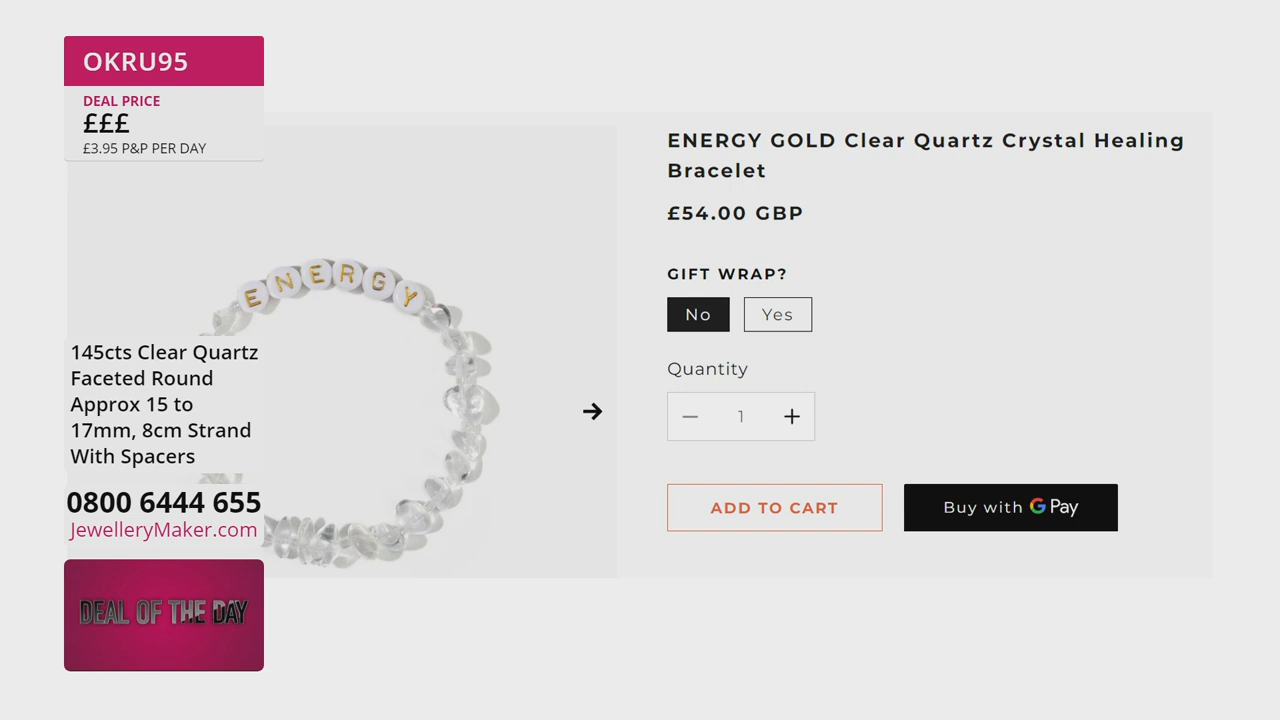 OKRU95
DEAL PRICE
£££
£3.95 P&P PER DAY
ENERGY GOLD Clear Quartz Crystal Healing
Bracelet
£54.00 GBP
GIFT WRAP?
No
Yes
Quantity
1
ADD TO CART
Buy with G Pay
ENERGY
145cts Clear Quartz
Faceted Round
Approx 15 to
17mm, 8cm Strand
With Spacers
0800 6444 655
JewelleryMaker.com
DEAL OF THE DAY